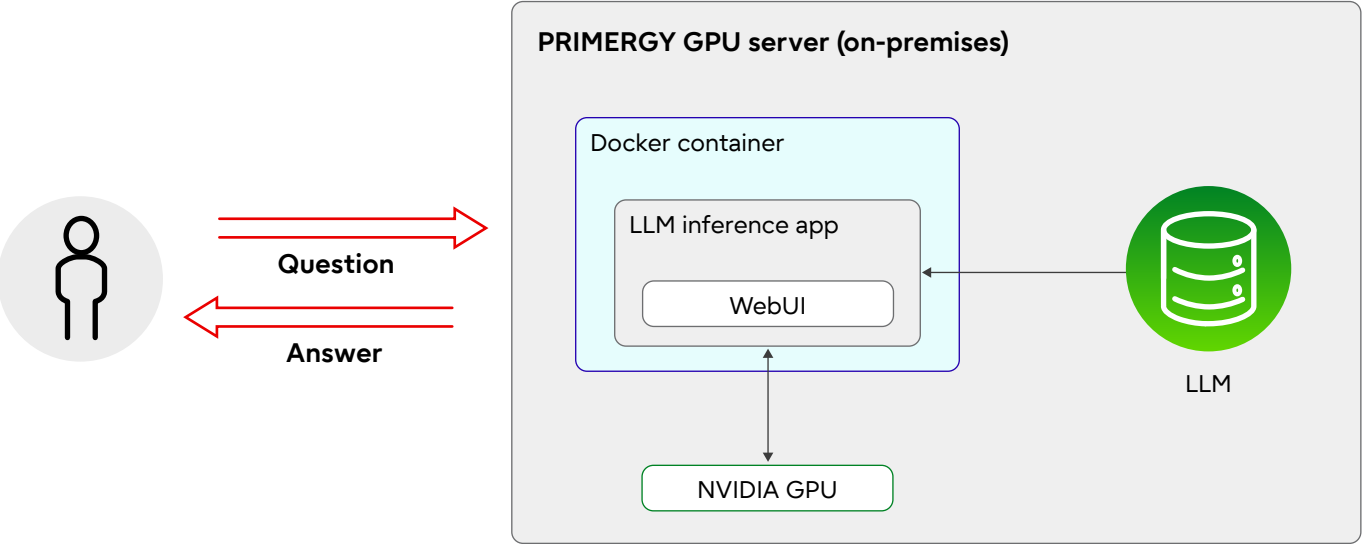 PRIMERGY GPU server (on-premises)
Docker container
LLM inference app
WebUI
Question
Answer
LLM
NVIDIA GPU